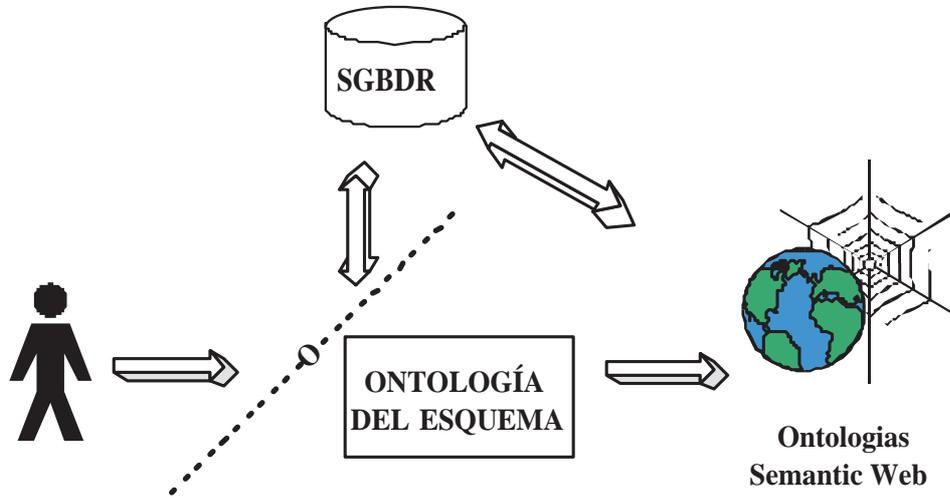 SGBDR
ONTOLOGÍA
DEL ESQUEMA
Ontologias
Semantic Web